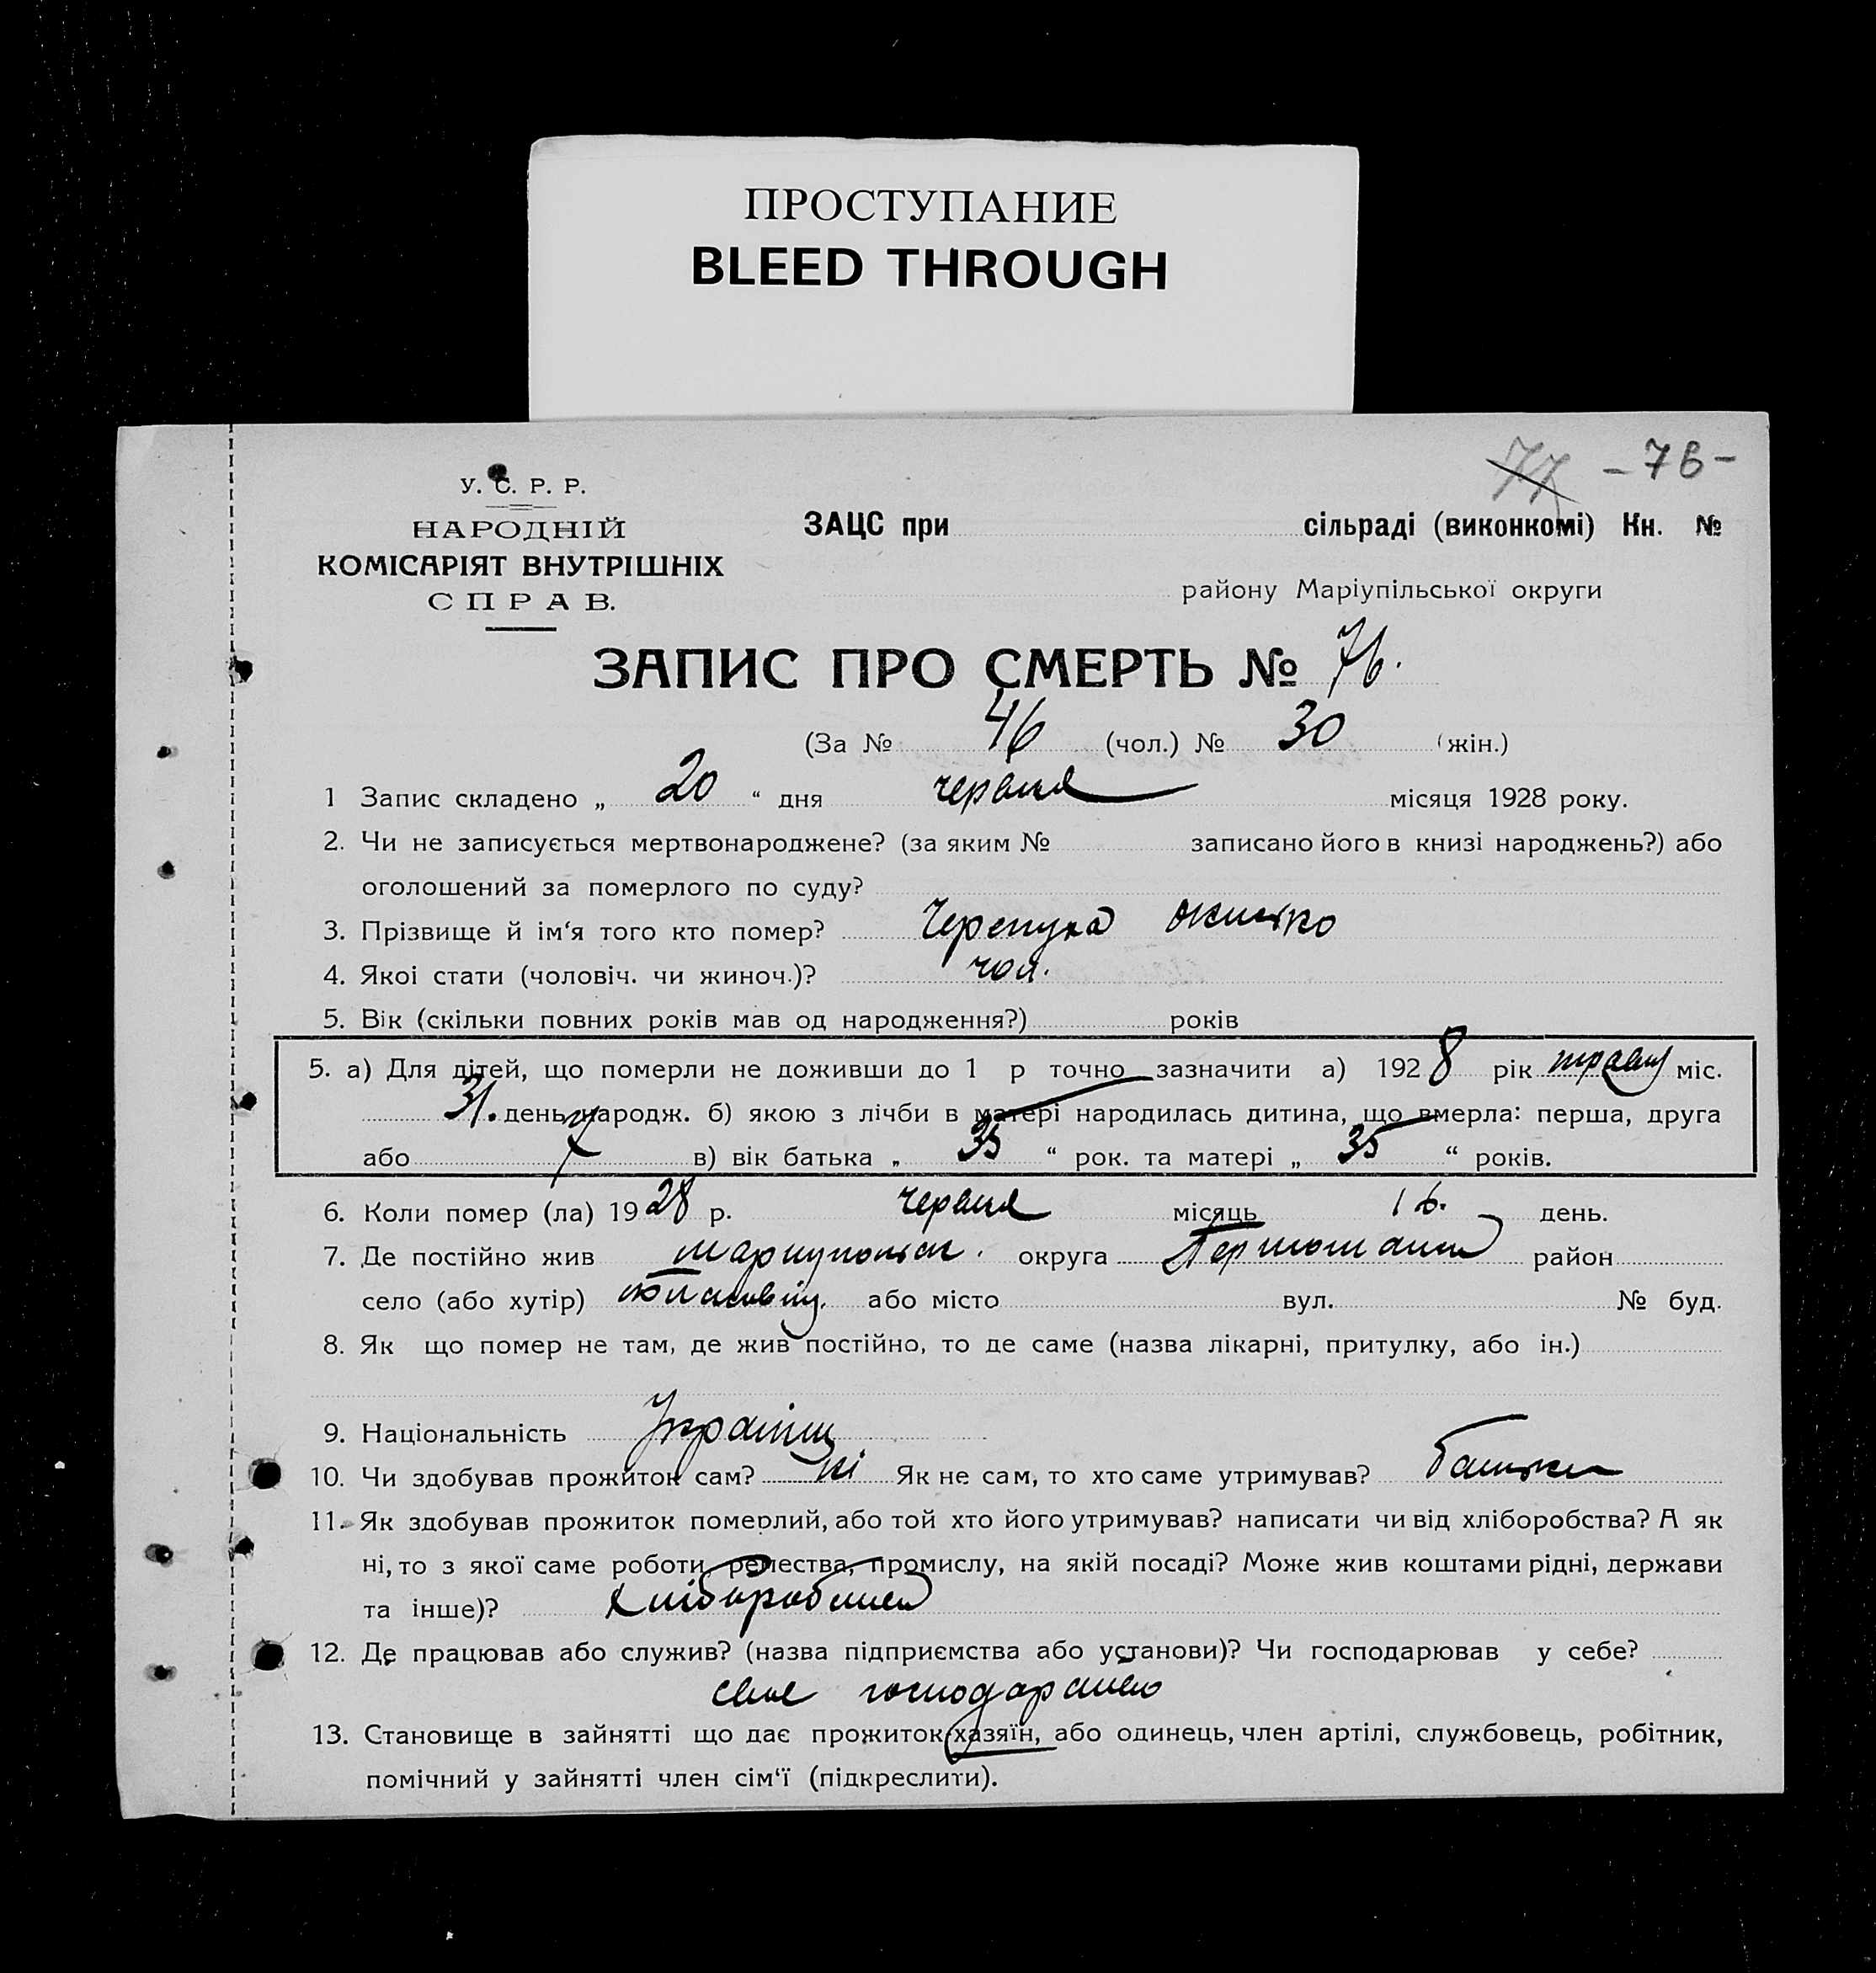 ПРОСТУПАНИЕ
BLEED THROUGH
77 - 76 -
У. С. Р. Р.
НАРОДНІЙ
КОМІСАРІЯТ ВНУТРІШНІХ
СПРАВ.
ЗАЦС при сільраді (виконкомі) Кн. №
району Маріупільської округи
ЗАПИС ПРО СМЕРТЬ № 76.
(За № 46 (чол.) № 30 (жін.)
1 Запис складено „ 20 “ дня червня місяця 1928 року.
2. Чи не записується мертвонароджене? (за яким № записано його в книзі народжень?) або
оголошений за померлого по суду?
3. Прізвище й ім‘я того кто помер? Черепуха
4. Якоі стати (чоловіч. чи жиноч.)? чол.
5. Вік (скільки повних років мав од народження?) років
5. а) Для дітей, що померли не доживши до 1 р точно зазначити а) 1928 рік травня міс.
31. день народж. б) якою з лічби в матері народилась дитина, що вмерла: перша, друга
або 7 в) вік батька „ 35 “ рок. та матері „ 35 “ років.
6. Коли помер (ла) 1928 р. червня місяць 16. день.
7. Де постійно жив округа район
село (або хутір) або місто вул. № буд.
8. Як що помер не там, де жив постійно, то де саме (назва лікарні, притулку, або ін.)
9. Національність Україн
10. Чи здобував прожиток сам? ні Як не сам, то хто саме утримував? Батьки
11. Як здобував прожиток померлий, або той хто його утримував? написати чи від хліборобства? А як
ні, то з якої саме роботи, ремества, промислу, на якій посаді? Може жив коштами рідні, держави
та інше)? Хліборобство
12. Де працював або служив? (назва підприємства або установи)? Чи господарював у себе?
своє господарство
13. Становище в зайнятті що дає прожиток: хазяїн, або одинець, член артілі, службовець, робітник,
помічний у зайнятті член сім‘ї (підкреслити).